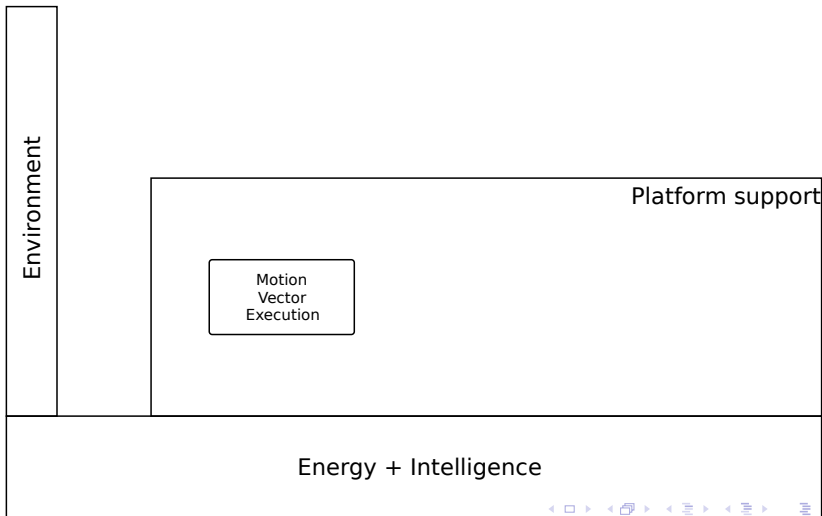 Environment
Platform support
Motion
Vector
Execution
Energy + Intelligence